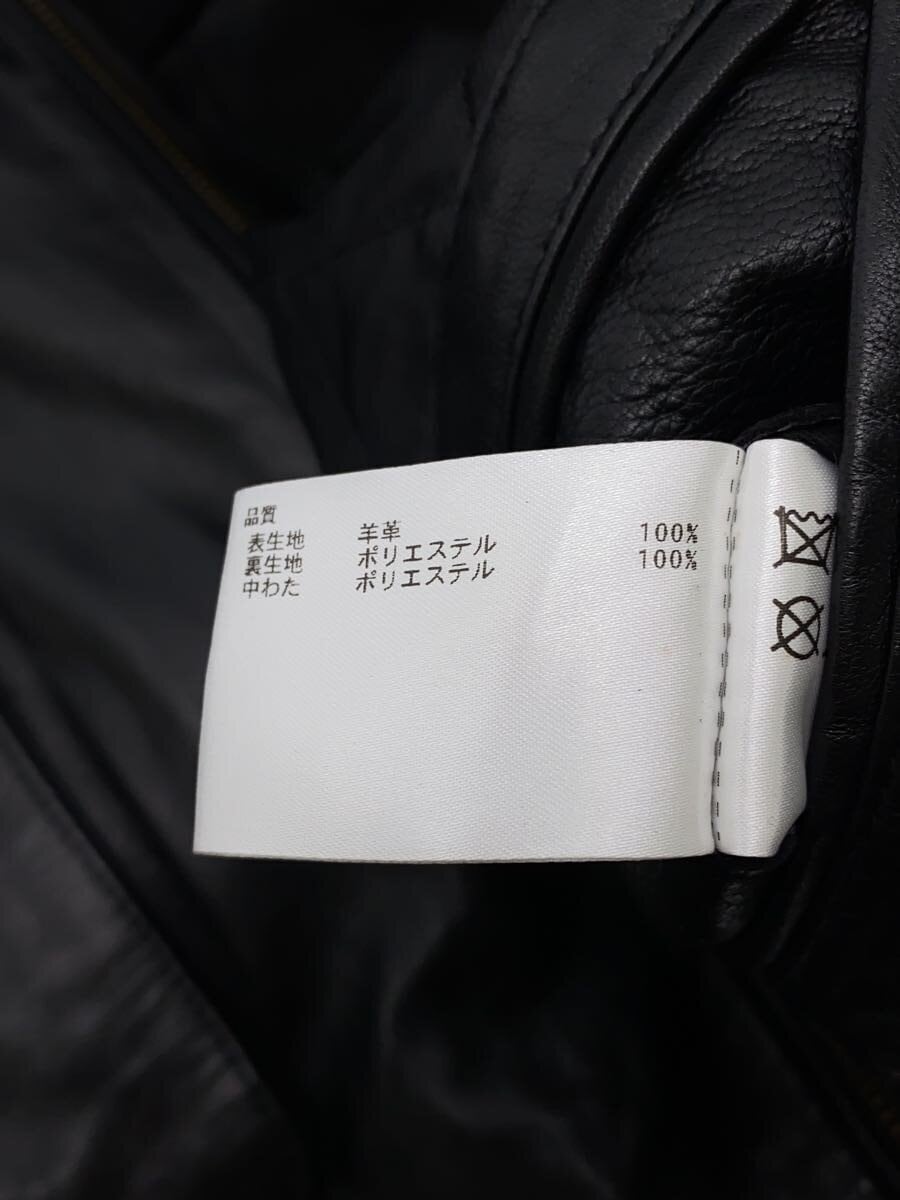 品質
表生地 羊革
裏生地 ポリエステル 100%
中わた ポリエステル 100%